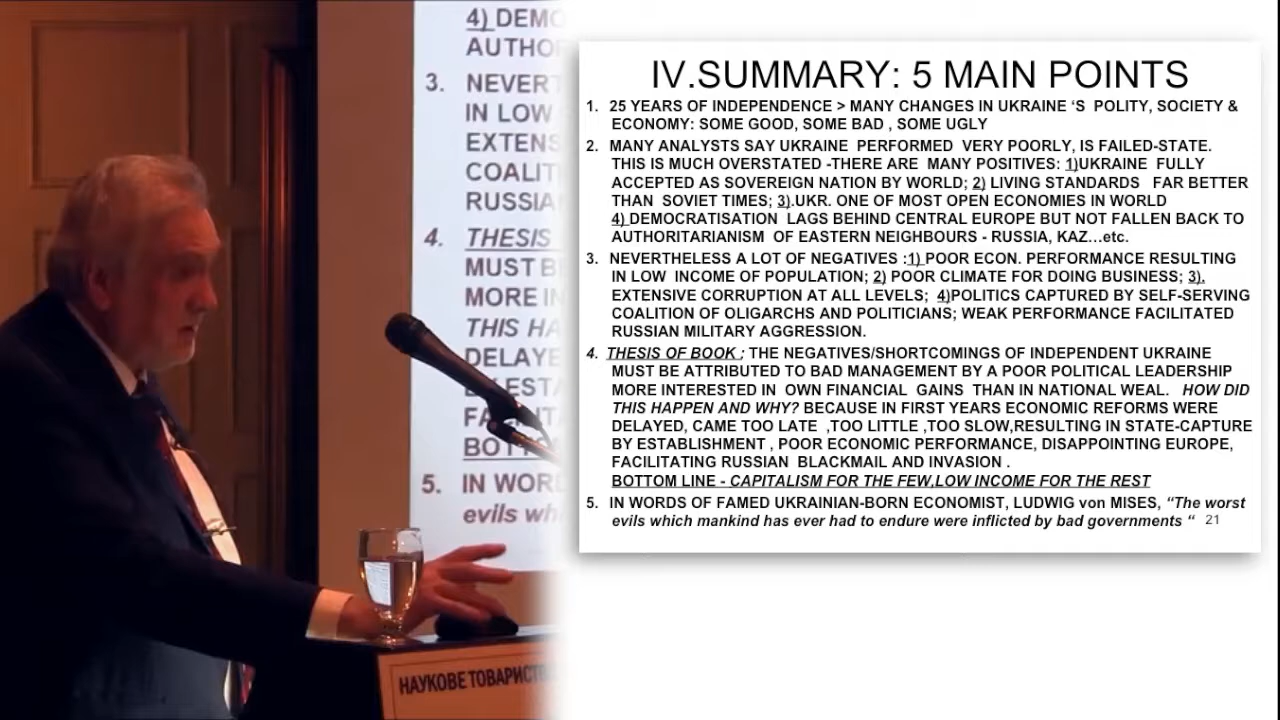 4) DEMO
AUTHO
3. NEVERT
IN LOW
EXTENS
COALIT
RUSSIA
4. THESIS
MUST B
MORE IN
THIS HA
DELAYE
BY ESTA
FACILITA
BOTTO
5. IN WORD
evils wh
НАУКОВЕ ТОВАРИСТВ
IV.SUMMARY: 5 MAIN POINTS
1. 25 YEARS OF INDEPENDENCE > MANY CHANGES IN UKRAINE ‘S POLITY, SOCIETY &
ECONOMY: SOME GOOD, SOME BAD , SOME UGLY
2. MANY ANALYSTS SAY UKRAINE PERFORMED VERY POORLY, IS FAILED-STATE.
THIS IS MUCH OVERSTATED -THERE ARE MANY POSITIVES: 1)UKRAINE FULLY
ACCEPTED AS SOVEREIGN NATION BY WORLD; 2) LIVING STANDARDS FAR BETTER
THAN SOVIET TIMES; 3).UKR. ONE OF MOST OPEN ECONOMIES IN WORLD
4) DEMOCRATISATION LAGS BEHIND CENTRAL EUROPE BUT NOT FALLEN BACK TO
AUTHORITARIANISM OF EASTERN NEIGHBOURS - RUSSIA, KAZ...etc.
3. NEVERTHELESS A LOT OF NEGATIVES :1) POOR ECON. PERFORMANCE RESULTING
IN LOW INCOME OF POPULATION; 2) POOR CLIMATE FOR DOING BUSINESS; 3).
EXTENSIVE CORRUPTION AT ALL LEVELS; 4)POLITICS CAPTURED BY SELF-SERVING
COALITION OF OLIGARCHS AND POLITICIANS; WEAK PERFORMANCE FACILITATED
RUSSIAN MILITARY AGGRESSION.
4. THESIS OF BOOK : THE NEGATIVES/SHORTCOMINGS OF INDEPENDENT UKRAINE
MUST BE ATTRIBUTED TO BAD MANAGEMENT BY A POOR POLITICAL LEADERSHIP
MORE INTERESTED IN OWN FINANCIAL GAINS THAN IN NATIONAL WEAL. HOW DID
THIS HAPPEN AND WHY? BECAUSE IN FIRST YEARS ECONOMIC REFORMS WERE
DELAYED, CAME TOO LATE ,TOO LITTLE ,TOO SLOW,RESULTING IN STATE-CAPTURE
BY ESTABLISHMENT , POOR ECONOMIC PERFORMANCE, DISAPPOINTING EUROPE,
FACILITATING RUSSIAN BLACKMAIL AND INVASION .
BOTTOM LINE - CAPITALISM FOR THE FEW,LOW INCOME FOR THE REST
5. IN WORDS OF FAMED UKRAINIAN-BORN ECONOMIST, LUDWIG von MISES, “The worst
evils which mankind has ever had to endure were inflicted by bad governments “ 21